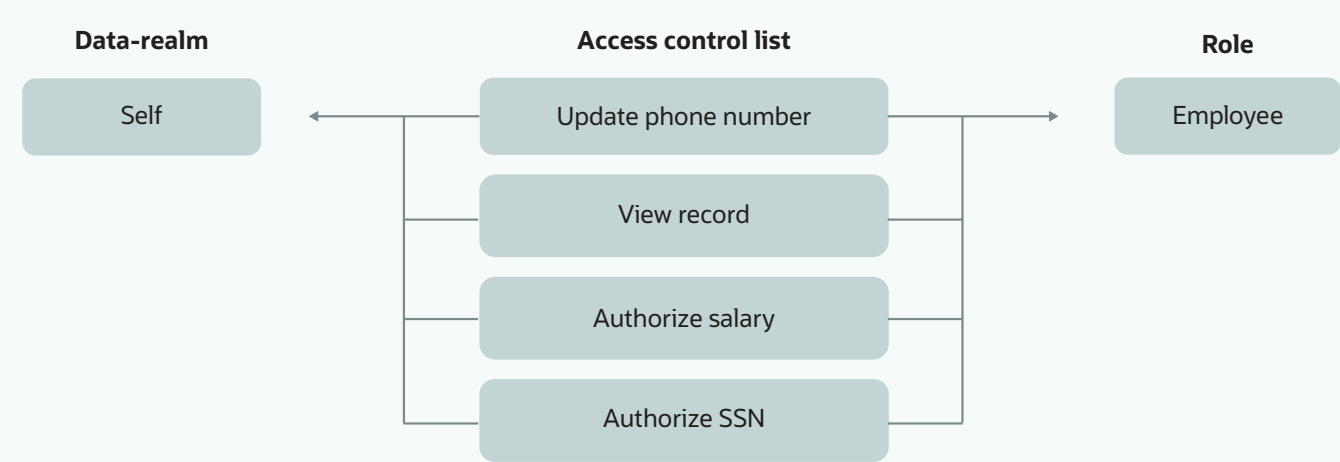 Data-realm
Access control list
Role
Self
Update phone number
Employee
View record
Authorize salary
Authorize SSN